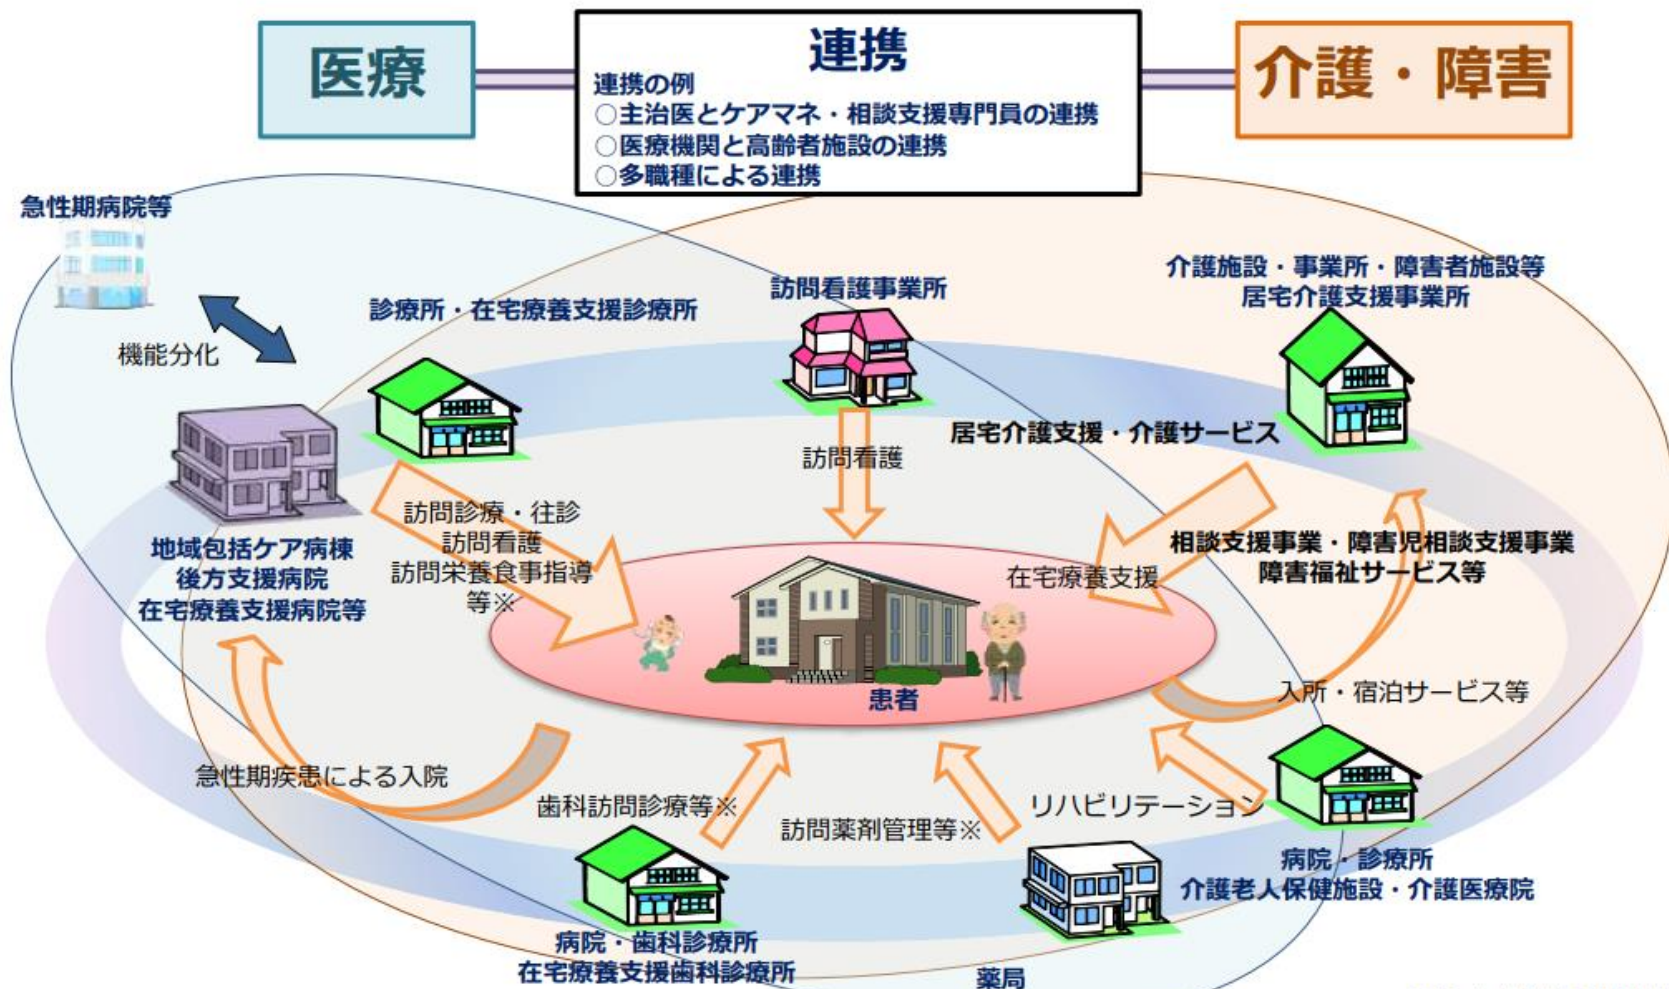 医療
連携
連携の例
○主治医とケアマネ・相談支援専門員の連携
○医療機関と高齢者施設の連携
○多職種による連携
介護・障害
急性期病院等
機能分化
診療所・在宅療養支援診療所
訪問看護事業所
介護施設・事業所・障害者施設等
居宅介護支援事業所
訪問看護
居宅介護支援・介護サービス
訪問診療・往診
訪問看護
訪問栄養食事指導
等※
地域包括ケア病棟
後方支援病院
在宅療養支援病院等
在宅療養支援
相談支援事業・障害児相談支援事業
障害福祉サービス等
患者
入所・宿泊サービス等
急性期疾患による入院
歯科訪問診療等※
訪問薬剤管理等※
リハビリテーション
病院・診療所
介護老人保健施設・介護医療院
病院・歯科診療所
在宅療養支援歯科診療所
薬局